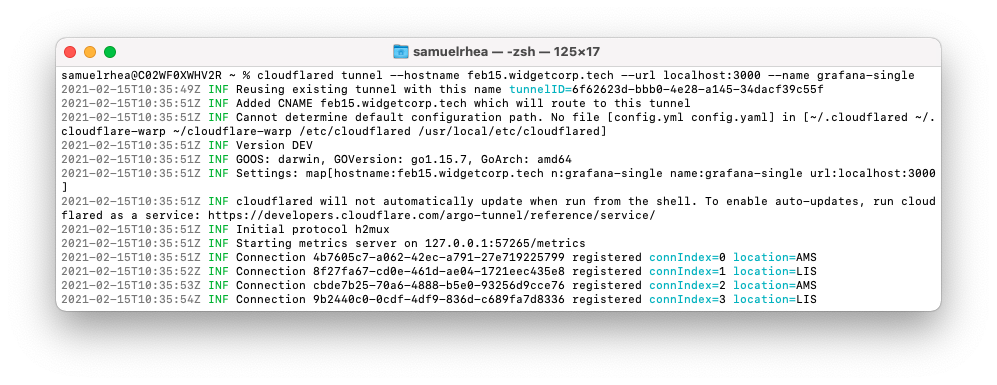 samuelrhea — -zsh — 125×17
samuelrhea@C02WF0XWHV2R ~ % cloudflared tunnel --hostname feb15.widgetcorp.tech --url localhost:3000 --name grafana-single
2021-02-15T10:35:49Z INF Reusing existing tunnel with this name tunnelID=6f62623d-bbb0-4e28-a145-34dacf39c55f
2021-02-15T10:35:51Z INF Added CNAME feb15.widgetcorp.tech which will route to this tunnel
2021-02-15T10:35:51Z INF Cannot determine default configuration path. No file [config.yml config.yaml] in [~/.cloudflared ~/.
cloudflare-warp ~/cloudflare-warp /etc/cloudflared /usr/local/etc/cloudflared]
2021-02-15T10:35:51Z INF Version DEV
2021-02-15T10:35:51Z INF GOOS: darwin, GOVersion: go1.15.7, GoArch: amd64
2021-02-15T10:35:51Z INF Settings: map[hostname:feb15.widgetcorp.tech n:grafana-single name:grafana-single url:localhost:3000
]
2021-02-15T10:35:51Z INF cloudflared will not automatically update when run from the shell. To enable auto-updates, run cloud
flared as a service: https://developers.cloudflare.com/argo-tunnel/reference/service/
2021-02-15T10:35:51Z INF Initial protocol h2mux
2021-02-15T10:35:51Z INF Starting metrics server on 127.0.0.1:57265/metrics
2021-02-15T10:35:51Z INF Connection 4b7605c7-a062-42ec-a791-27e719225799 registered connIndex=0 location=AMS
2021-02-15T10:35:52Z INF Connection 8f27fa67-cd0e-461d-ae04-1721eec435e8 registered connIndex=1 location=LIS
2021-02-15T10:35:53Z INF Connection cbde7b25-70a6-4888-b5e0-93256d9cce76 registered connIndex=2 location=AMS
2021-02-15T10:35:54Z INF Connection 9b2440c0-0cdf-4df9-836d-c689fa7d8336 registered connIndex=3 location=LIS